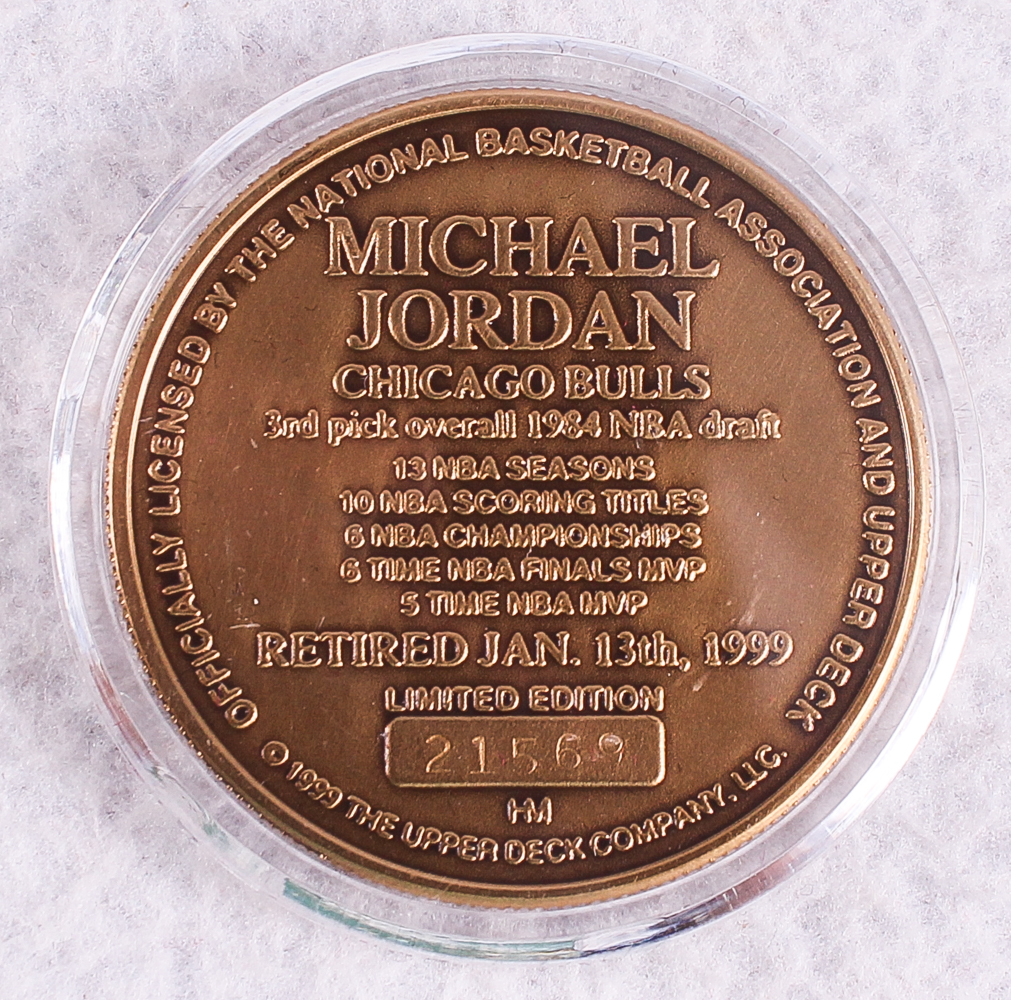 OFFICIALLY LICENSED BY THE NATIONAL BASKETBALL ASSOCIATION AND UPPER DECK
MICHAEL
JORDAN
CHICAGO BULLS
3rd pick overall 1984 NBA draft
13 NBA SEASONS
10 NBA SCORING TITLES
6 NBA CHAMPIONSHIPS
6 TIME NBA FINALS MVP
5 TIME NBA MVP
RETIRED JAN. 13th, 1999
LIMITED EDITION
21569
HM
© 1999 THE UPPER DECK COMPANY, LLC.